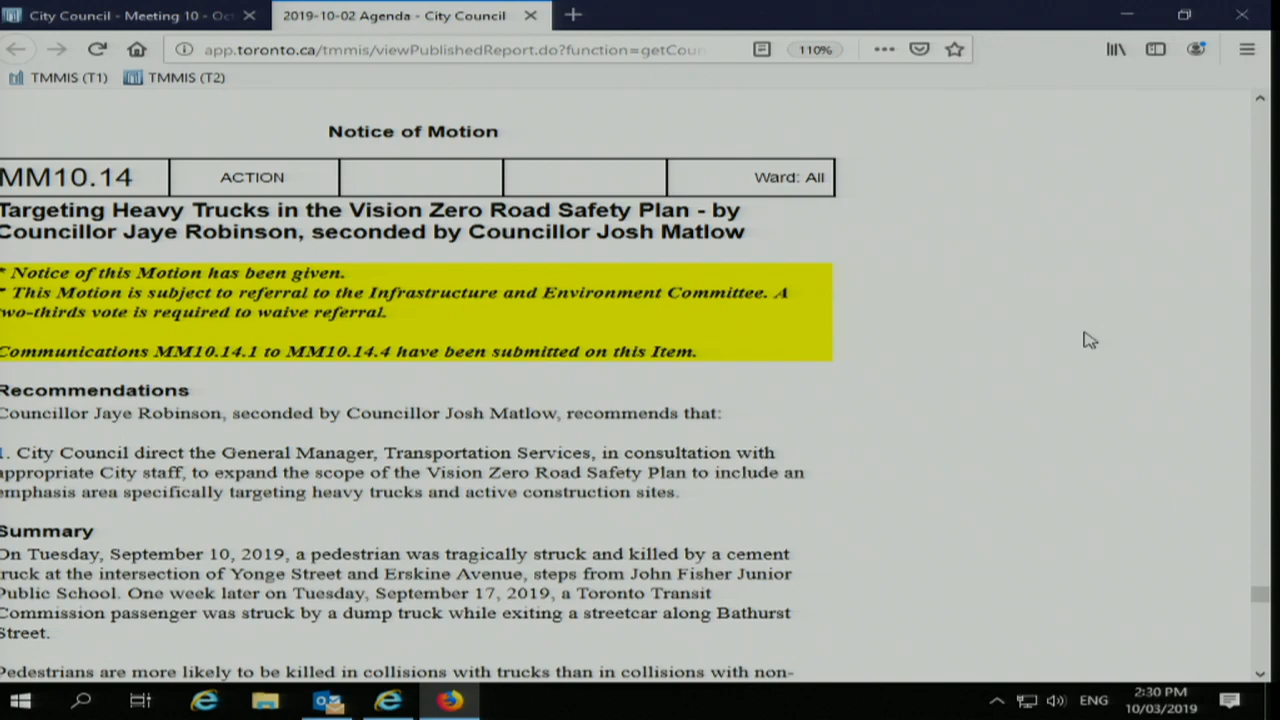 City Council - Meeting 10 - Oc
2019-10-02 Agenda - City Council
app.toronto.ca/tmmis/viewPublishedReport.do?function=getCou
110%
TMMIS (T1)
TMMIS (T2)
Notice of Motion
MM10.14
ACTION
Ward: All
Targeting Heavy Trucks in the Vision Zero Road Safety Plan - by
Councillor Jaye Robinson, seconded by Councillor Josh Matlow
* Notice of this Motion has been given.
* This Motion is subject to referral to the Infrastructure and Environment Committee. A
two-thirds vote is required to waive referral.
Communications MM10.14.1 to MM10.14.4 have been submitted on this Item.
Recommendations
Councillor Jaye Robinson, seconded by Councillor Josh Matlow, recommends that:
1. City Council direct the General Manager, Transportation Services, in consultation with
appropriate City staff, to expand the scope of the Vision Zero Road Safety Plan to include an
emphasis area specifically targeting heavy trucks and active construction sites.
Summary
On Tuesday, September 10, 2019, a pedestrian was tragically struck and killed by a cement
truck at the intersection of Yonge Street and Erskine Avenue, steps from John Fisher Junior
Public School. One week later on Tuesday, September 17, 2019, a Toronto Transit
Commission passenger was struck by a dump truck while exiting a streetcar along Bathurst
Street.
Pedestrians are more likely to be killed in collisions with trucks than in collisions with non-
ENG
2:30 PM
10/03/2019